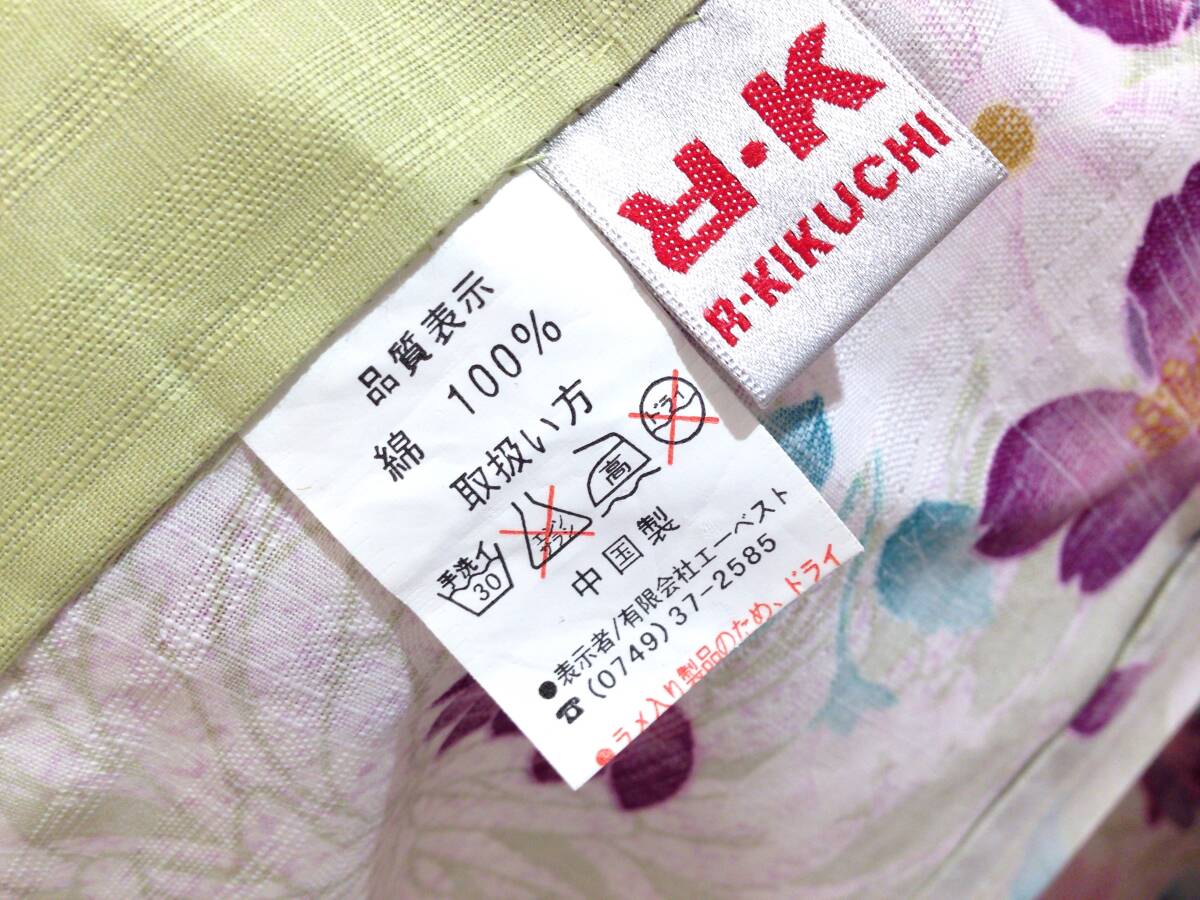 R・K
R・KIKUCHI
品質表示
綿 100%
取扱い方
手洗イ
30
エンソ
サラシ
高
ドライ
中国製
●表示者/有限会社エーベスト
☎(0749)37-2585
●ラメ入り製品のため、ドライ